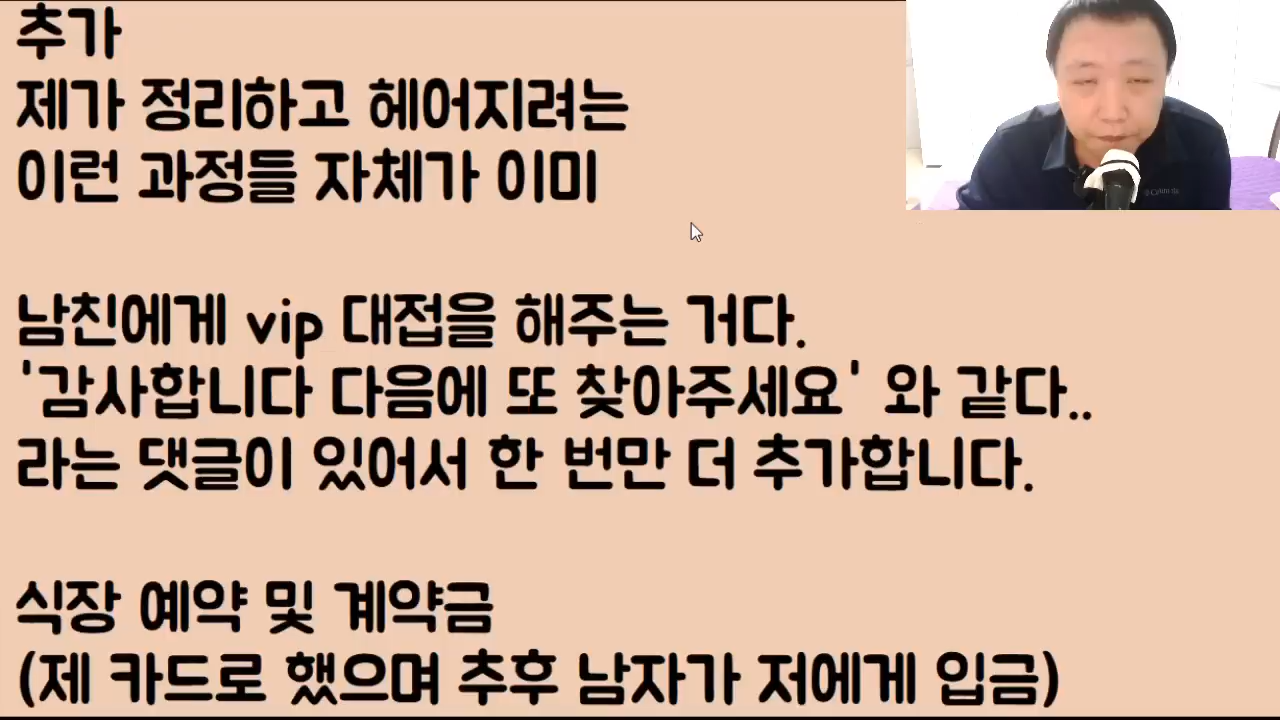 추가
제가 정리하고 헤어지려는
이런 과정들 자체가 이미
남친에게 vip 대접을 해주는 거다.
'감사합니다 다음에 또 찾아주세요' 와 같다..
라는 댓글이 있어서 한 번만 더 추가합니다.
식장 예약 및 계약금
(제 카드로 했으며 추후 남자가 저에게 입금)